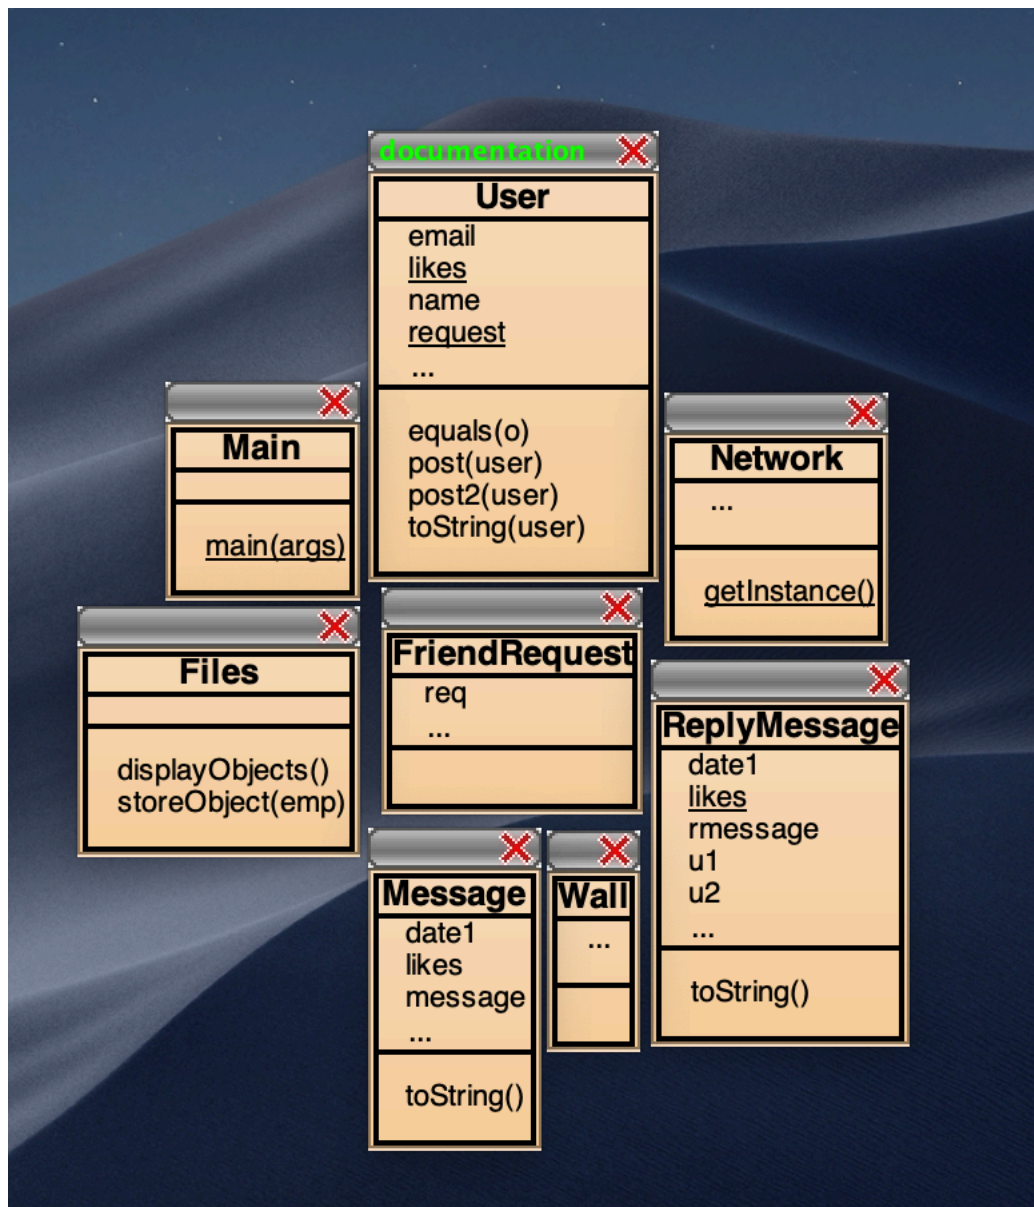 documentation
User
email
likes
name
request
...
equals(o)
post(user)
post2(user)
toString(user)
Main
main(args)
Network
...
getInstance()
Files
displayObjects()
storeObject(emp)
FriendRequest
req
...
ReplyMessage
date1
likes
rmessage
u1
u2
...
toString()
Message
date1
likes
message
...
toString()
Wall
...